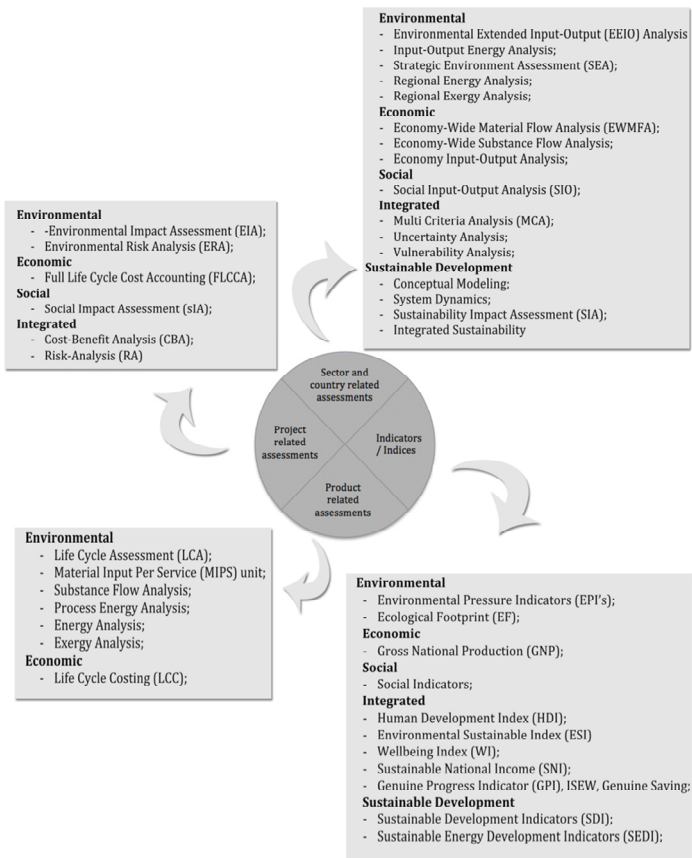 Environmental
- Environmental Extended Input-Output (EEIO) Analysis
- Input-Output Energy Analysis;
- Strategic Environment Assessment (SEA);
- Regional Energy Analysis;
- Regional Exergy Analysis;
Economic
- Economy-Wide Material Flow Analysis (EWMFA);
- Economy-Wide Substance Flow Analysis;
- Economy Input-Output Analysis;
Social
- Social Input-Output Analysis (SIO);
Integrated
- Multi Criteria Analysis (MCA);
- Uncertainty Analysis;
- Vulnerability Analysis;
Sustainable Development
- Conceptual Modeling;
- System Dynamics;
- Sustainability Impact Assessment (SIA);
- Integrated Sustainability
Environmental
- -Environmental Impact Assessment (EIA);
- Environmental Risk Analysis (ERA);
Economic
- Full Life Cycle Cost Accounting (FLCCA);
Social
- Social Impact Assessment (sIA);
Integrated
- Cost-Benefit Analysis (CBA);
- Risk-Analysis (RA)
Sector and
country related
assessments
Project
related
assessments
Indicators
/ Indices
Product
related
assessments
Environmental
- Life Cycle Assessment (LCA);
- Material Input Per Service (MIPS) unit;
- Substance Flow Analysis;
- Process Energy Analysis;
- Energy Analysis;
- Exergy Analysis;
Economic
- Life Cycle Costing (LCC);
Environmental
- Environmental Pressure Indicators (EPI's);
- Ecological Footprint (EF);
Economic
- Gross National Production (GNP);
Social
- Social Indicators;
Integrated
- Human Development Index (HDI);
- Environmental Sustainable Index (ESI)
- Wellbeing Index (WI);
- Sustainable National Income (SNI);
- Genuine Progress Indicator (GPI), ISEW, Genuine Saving;
Sustainable Development
- Sustainable Development Indicators (SDI);
- Sustainable Energy Development Indicators (SEDI);